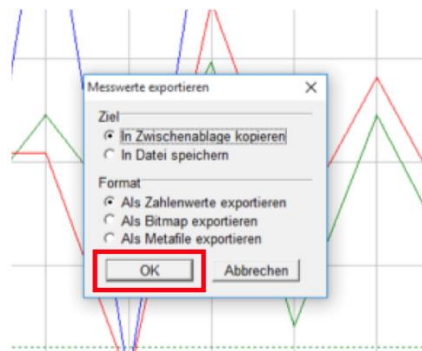 Messwerte exportieren
Ziel
In Zwischenablage kopieren
In Datei speichern
Format
Als Zahlenwerte exportieren
Als Bitmap exportieren
Als Metafile exportieren
OK Abbrechen